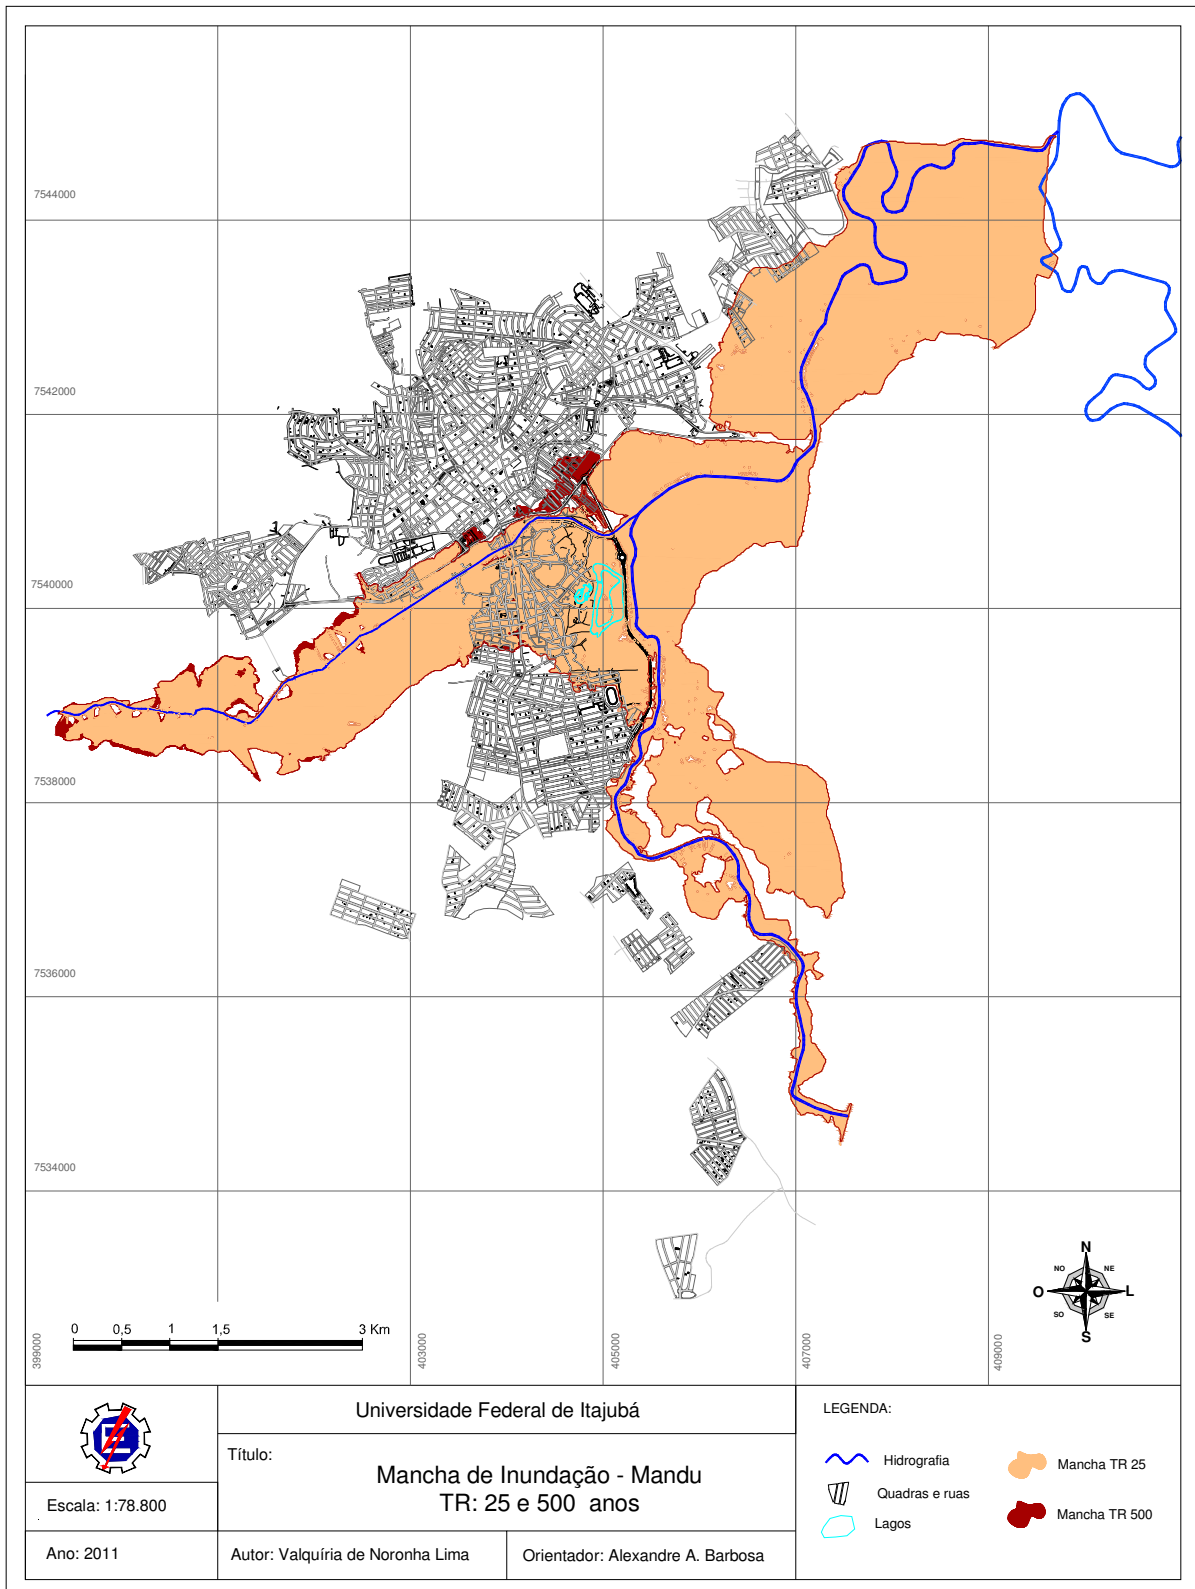 7544000
7542000
7540000
7538000
7536000
7534000
399000
403000
405000
407000
409000
0 0,5 1 1,5 3 Km
N
NO NE
O L
SO SE
S
Universidade Federal de Itajubá
Título:
Mancha de Inundação - Mandu
TR: 25 e 500 anos
Escala: 1:78.800
Ano: 2011
Autor: Valquíria de Noronha Lima
Orientador: Alexandre A. Barbosa
LEGENDA:
Hidrografia
Quadras e ruas
Lagos
Mancha TR 25
Mancha TR 500